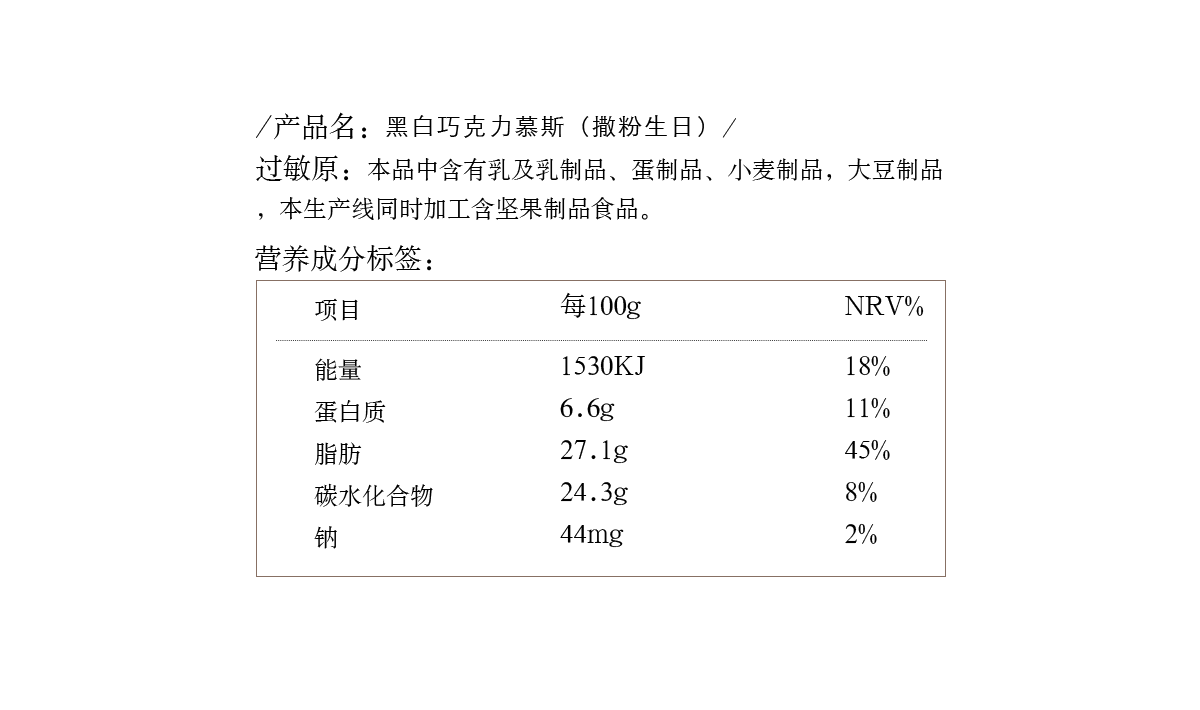 /产品名：黑白巧克力慕斯（撒粉生日）/
过敏原：本品中含有乳及乳制品、蛋制品、小麦制品，大豆制品
，本生产线同时加工含坚果制品食品。
营养成分标签：
项目 每100g NRV%
能量 1530KJ 18%
蛋白质 6.6g 11%
脂肪 27.1g 45%
碳水化合物 24.3g 8%
钠 44mg 2%